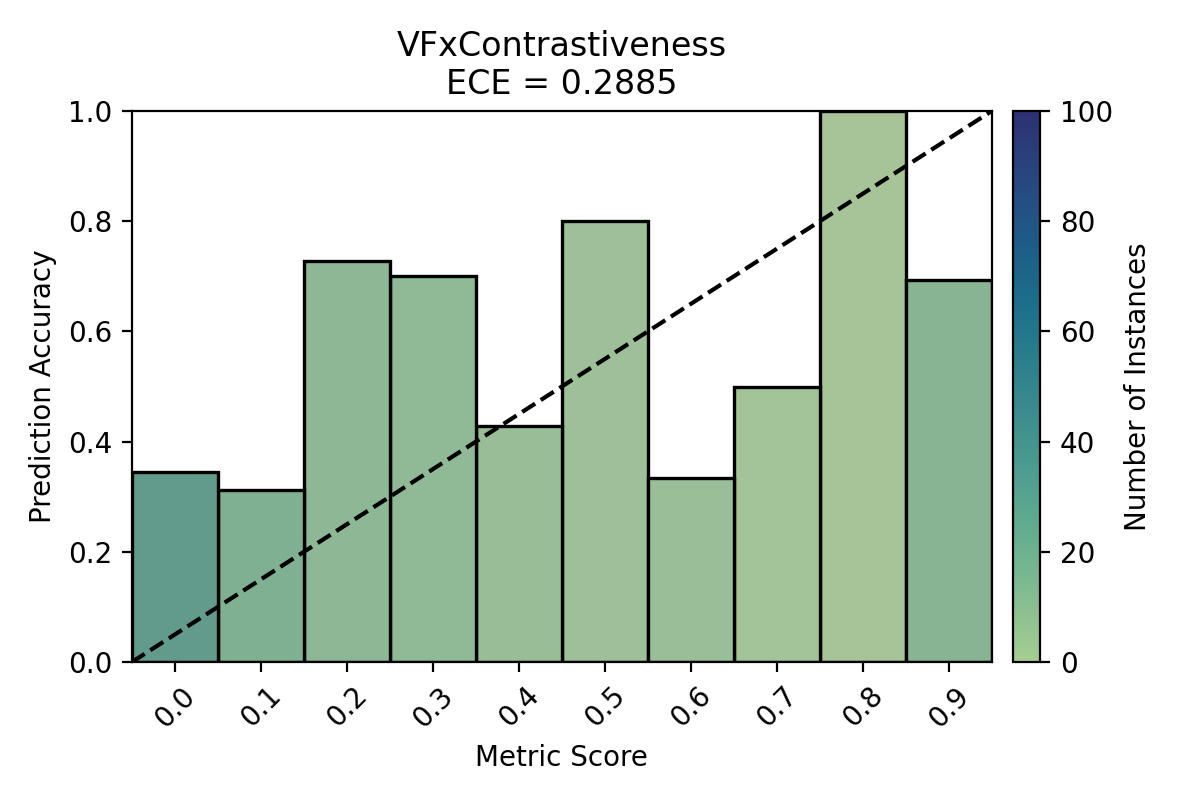 VFxContrastiveness
ECE = 0.2885
Prediction Accuracy
1.0
0.8
0.6
0.4
0.2
0.0
0.0 0.1 0.2 0.3 0.4 0.5 0.6 0.7 0.8 0.9
Metric Score
100
80
60
40
20
0
Number of Instances